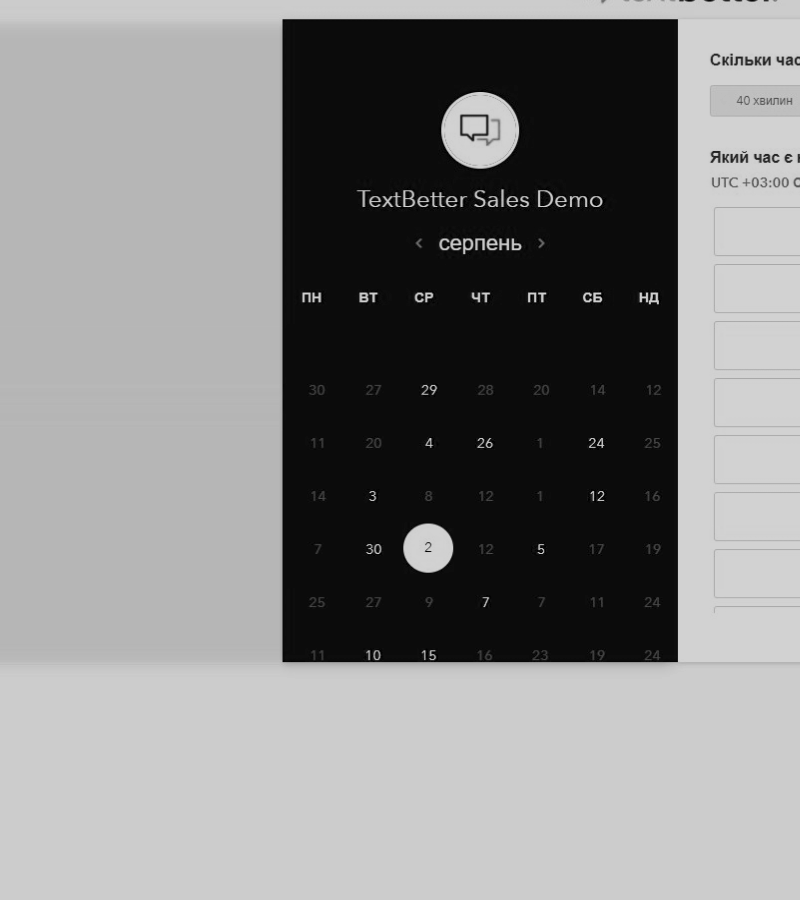 TextBetter Sales Demo
серпень
ПН ВТ СР ЧТ ПТ СБ НД
30 27 29 28 20 14 12
11 20 4 26 1 24 25
14 3 8 12 1 12 16
7 30 2 12 5 17 19
25 27 9 7 7 11 24
11 10 15 16 23 19 24
Скільки час
40 хвилин
Який час є
UTC +03:00